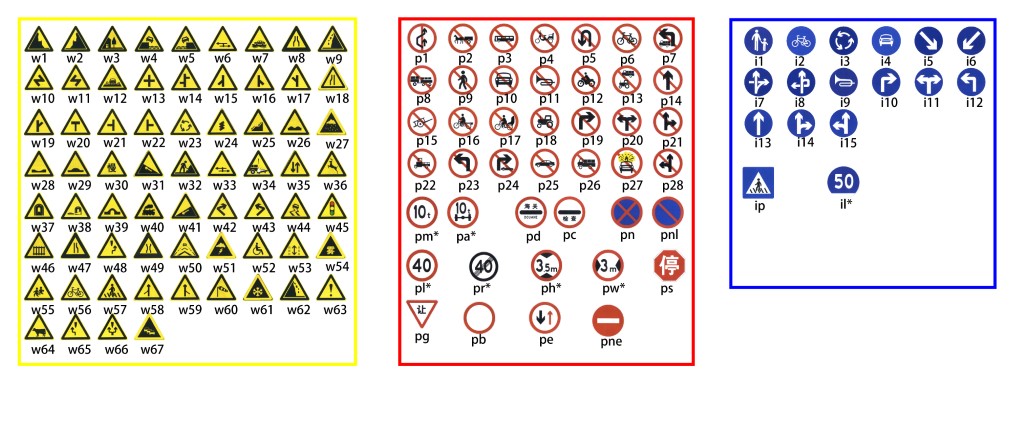 w1 w2 w3 w4 w5 w6 w7 w8 w9
w10 w11 w12 w13 w14 w15 w16 w17 w18
w19 w20 w21 w22 w23 w24 w25 w26 w27
w28 w29 w30 w31 w32 w33 w34 w35 w36
w37 w38 w39 w40 w41 w42 w43 w44 w45
w46 w47 w48 w49 w50 w51 w52 w53 w54
w55 w56 w57 w58 w59 w60 w61 w62 w63
w64 w65 w66 w67
p1 p2 p3 p4 p5 p6 p7
p8 p9 p10 p11 p12 p13 p14
p15 p16 p17 p18 p19 p20 p21
p22 p23 p24 p25 p26 p27 p28
10t 10t 海关 检查
pm* pa* pd pc pn pnl
40 40 3.5m 3m 停
pl* pr* ph* pw* ps
让
pg pb pe pne
i1 i2 i3 i4 i5 i6
i7 i8 i9 i10 i11 i12
i13 i14 i15
50
ip il*